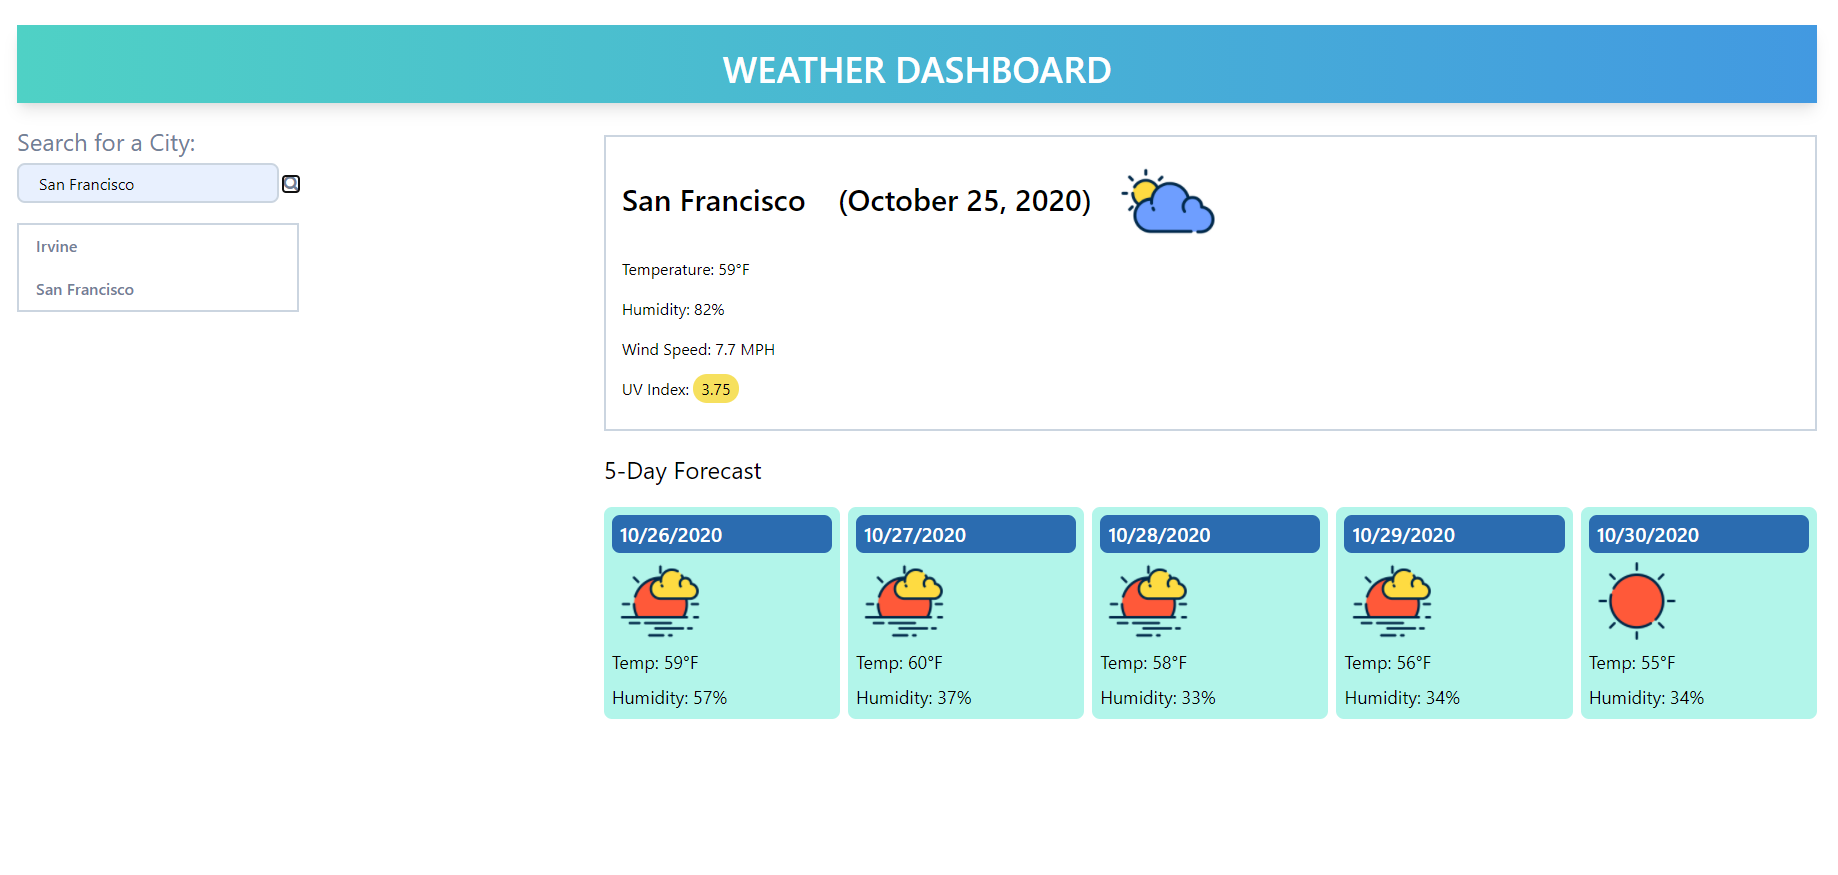 WEATHER DASHBOARD
Search for a City:
San Francisco
Irvine
San Francisco
San Francisco (October 25, 2020)
Temperature: 59°F
Humidity: 82%
Wind Speed: 7.7 MPH
UV Index: 3.75
5-Day Forecast
10/26/2020
Temp: 59°F
Humidity: 57%
10/27/2020
Temp: 60°F
Humidity: 37%
10/28/2020
Temp: 58°F
Humidity: 33%
10/29/2020
Temp: 56°F
Humidity: 34%
10/30/2020
Temp: 55°F
Humidity: 34%